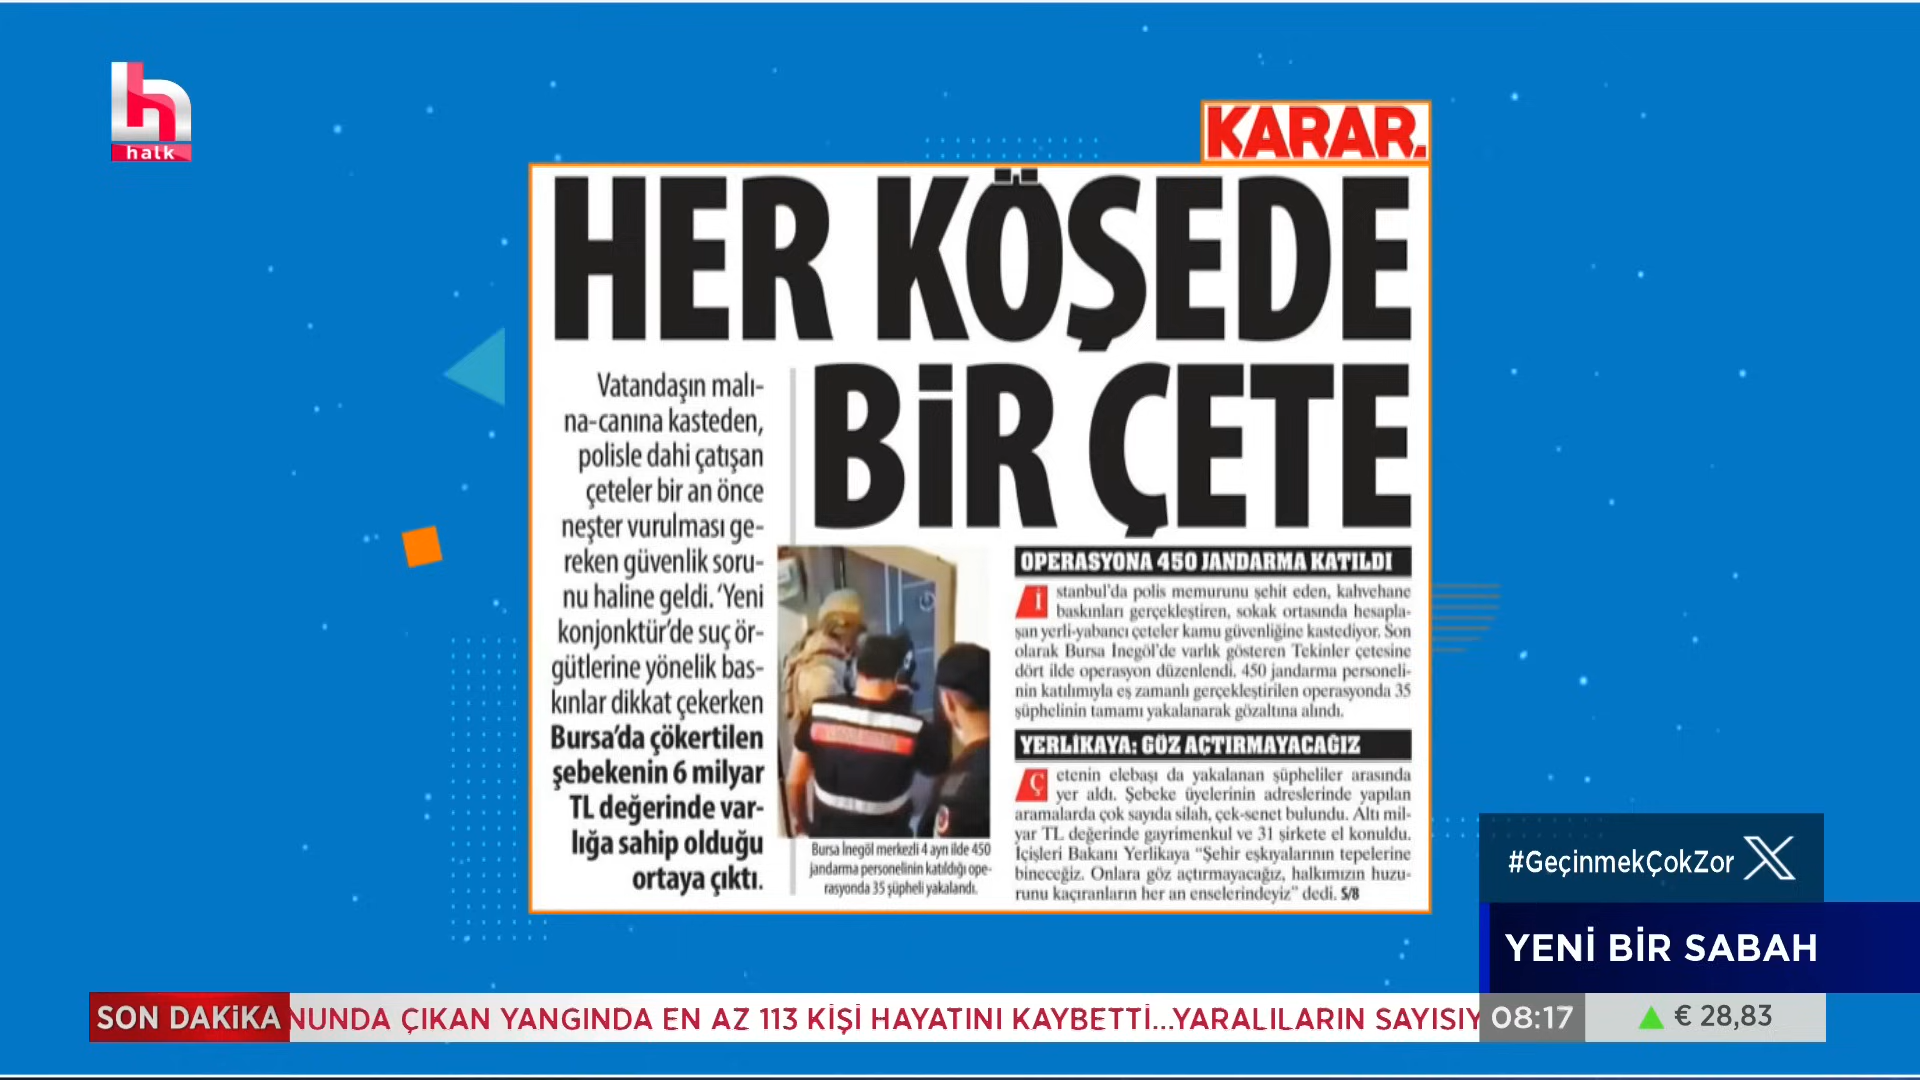 h
halk
KARAR.
HER KÖŞEDE
BİR ÇETE
Vatandaşın malı-
na-canına kasteden,
polisle dahi çatışan
çeteler bir an önce
neşter vurulması ge-
reken güvenlik soru-
nu haline geldi. ‘Yeni
konjonktür’de suç ör-
gütlerine yönelik bas-
kınlar dikkat çekerken
Bursa’da çökertilen
şebekenin 6 milyar
TL değerinde var-
lığa sahip olduğu
ortaya çıktı.
Bursa İnegöl merkezli 4 ayrı ilde 450
jandarma personelinin katıldığı ope-
rasyonda 35 şüpheli yakalandı.
OPERASYONA 450 JANDARMA KATILDI
İstanbul’da polis memurunu şehit eden, kahvehane
baskınları gerçekleştiren, sokak ortasında hesapla-
şan yerli-yabancı çeteler kamu güvenliğine kastediyor. Son
olarak Bursa İnegöl’de varlık gösteren Tekinler çetesine
dört ilde operasyon düzenlendi. 450 jandarma personeli-
nin katılımıyla eş zamanlı gerçekleştirilen operasyonda 35
şüphelinin tamamı yakalanarak gözaltına alındı.
YERLİKAYA: GÖZ AÇTIRMAYACAĞIZ
Çetenin elebaşı da yakalanan şüpheliler arasında
yer aldı. Şebeke üyelerinin adreslerinde yapılan
aramalarda çok sayıda silah, çek-senet bulundu. Altı mil-
yar TL değerinde gayrimenkul ve 31 şirkete el konuldu.
İçişleri Bakanı Yerlikaya “Şehir eşkıyalarının tepelerine
bineceğiz. Onlara göz açtırmayacağız, halkımızın huzu-
runu kaçıranların her an enselerindeyiz” dedi. S/8
#GeçinmekÇokZor X
YENİ BİR SABAH
SON DAKİKA NUNDA ÇIKAN YANGINDA EN AZ 113 KİŞİ HAYATINI KAYBETTİ...YARALILARIN SAYISIY 08:17 € 28,83